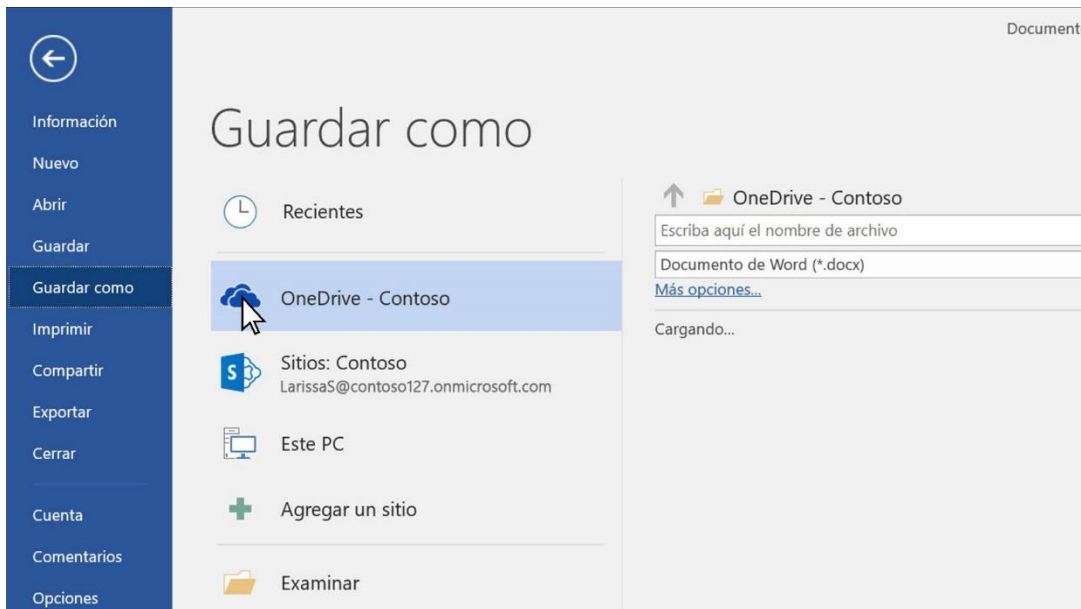 Información
Nuevo
Abrir
Guardar
Guardar como
Imprimir
Compartir
Exportar
Cerrar
Cuenta
Comentarios
Opciones
Guardar como
Recientes
OneDrive - Contoso
S
Sitios: Contoso
LarissaS@contoso127.onmicrosoft.com
Este PC
Agregar un sitio
Examinar
OneDrive - Contoso
Escriba aquí el nombre de archivo
Documento de Word (*.docx)
Más opciones...
Cargando...